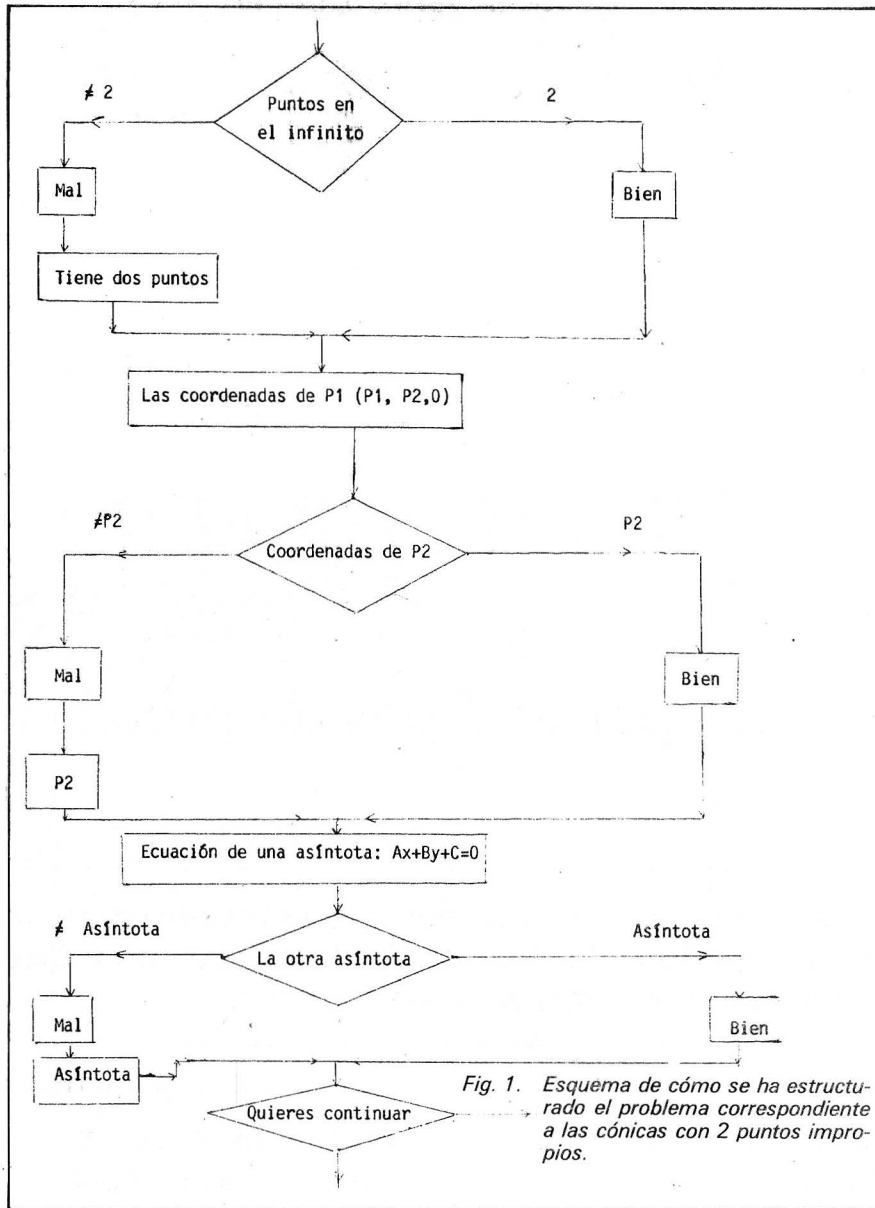 Puntos en
el infinito
≠ 2
2
Mal
Bien
Tiene dos puntos
Las coordenadas de P1 (P1, P2,0)
Coordenadas de P2
≠P2
P2
Mal
Bien
P2
Ecuación de una asíntota: Ax+By+C=0
La otra asíntota
≠ Asíntota
Asíntota
Mal
Bien
Asíntota
Quieres continuar
Fig. 1. Esquema de cómo se ha estructu-
rado el problema correspondiente
a las cónicas con 2 puntos impro-
pios.